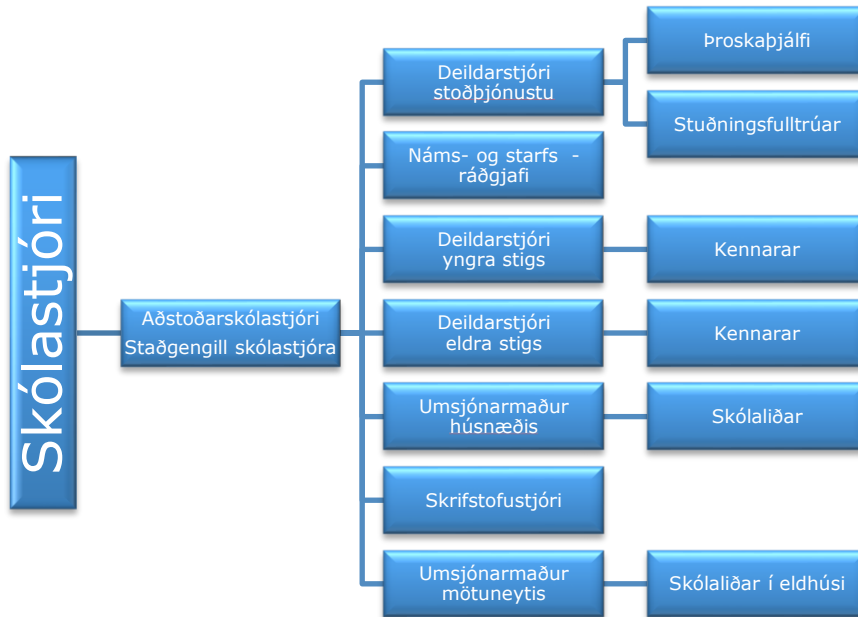 Skólastjóri
Aðstoðarskólastjóri
Staðgengill skólastjóra
Deildarstjóri
stoðþjónustu
Þroskaþjálfi
Stuðningsfulltrúar
Náms- og starfs -
ráðgjafi
Deildarstjóri
yngra stigs
Kennarar
Deildarstjóri
eldra stigs
Kennarar
Umsjónarmaður
húsnæðis
Skólaliðar
Skrifstofustjóri
Umsjónarmaður
mötuneytis
Skólaliðar í eldhúsi